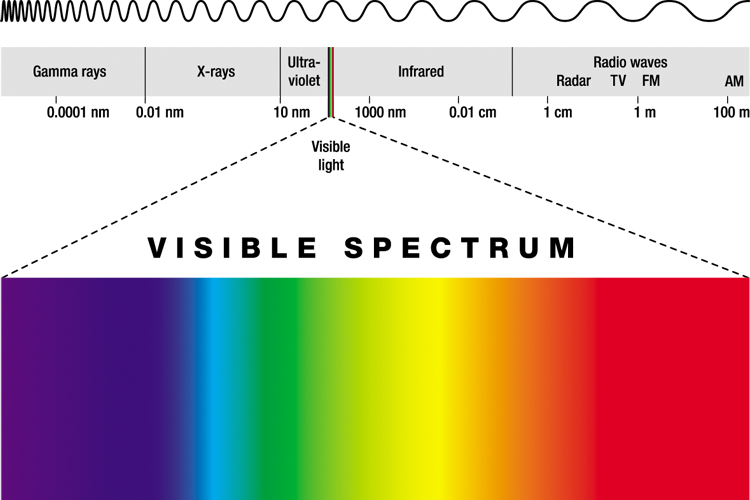 Gamma rays
X-rays
Ultra-
violet
Infrared
Radio waves
Radar TV FM AM
0.0001 nm 0.01 nm 10 nm 1000 nm 0.01 cm 1 cm 1 m 100 m
Visible
light
VISIBLE SPECTRUM